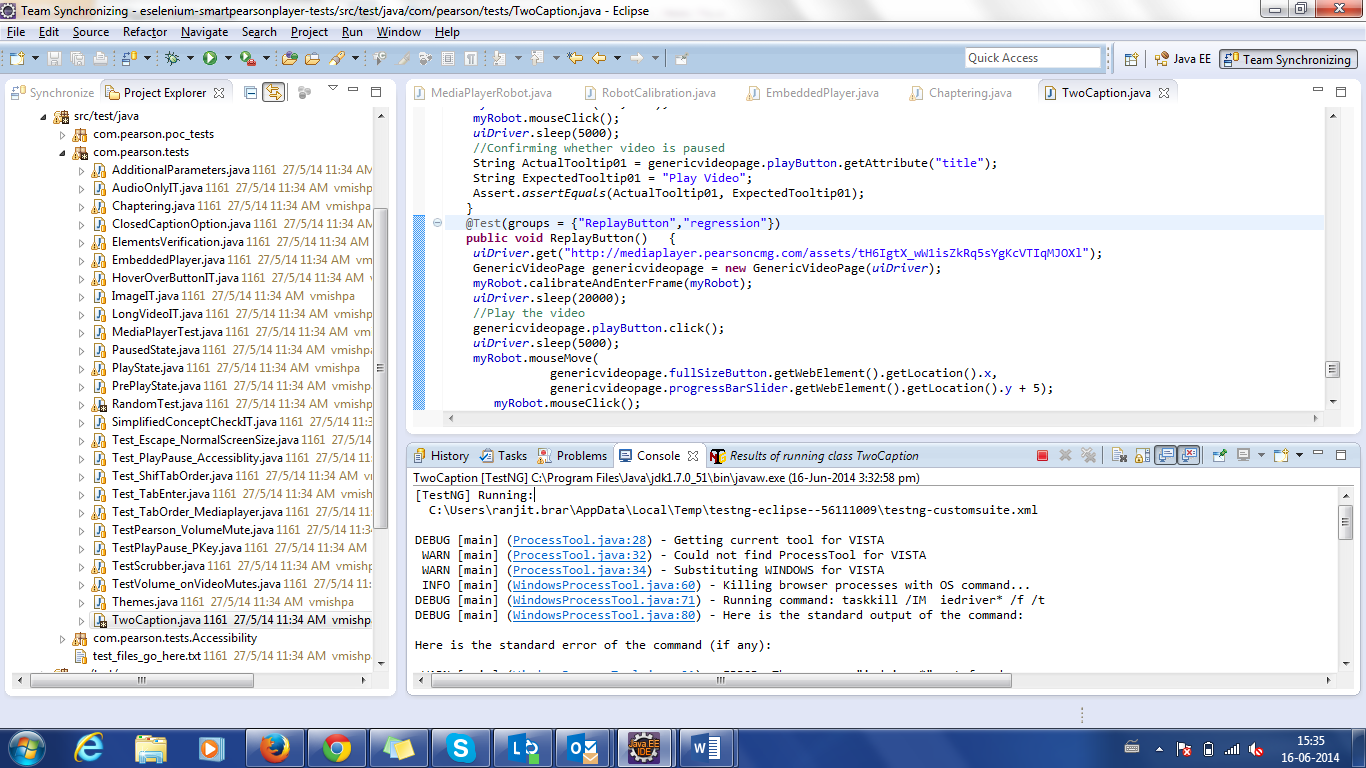 Team Synchronizing - eselenium-smartpearsonplayer-tests/src/test/java/com/pearson/tests/TwoCaption.java - Eclipse
File Edit Source Refactor Navigate Search Project Run Window Help
Quick Access
Java EE
Team Synchronizing
Synchronize
Project Explorer
src/test/java
com.pearson.poc_tests
com.pearson.tests
AdditionalParameters.java 1161 27/5/14 11:34 AM
AudioOnlyIT.java 1161 27/5/14 11:34 AM vmishpa
Chaptering.java 1161 27/5/14 11:34 AM vmishpa
ClosedCaptionOption.java 1161 27/5/14 11:34 AM
ElementsVerification.java 1161 27/5/14 11:34 AM
EmbeddedPlayer.java 1161 27/5/14 11:34 AM
HoverOverButtonIT.java 1161 27/5/14 11:34 AM
ImageIT.java 1161 27/5/14 11:34 AM vmishpa
LongVideoIT.java 1161 27/5/14 11:34 AM vmishpa
MediaPlayerTest.java 1161 27/5/14 11:34 AM vm
PausedState.java 1161 27/5/14 11:34 AM vmishpa
PlayState.java 1161 27/5/14 11:34 AM vmishpa
PrePlayState.java 1161 27/5/14 11:34 AM vmishpa
RandomTest.java 1161 27/5/14 11:34 AM vmishpa
SimplifiedConceptCheckIT.java 1161 27/5/14 11:34
Test_Escape_NormalScreenSize.java 1161 27/5/14
Test_PlayPause_Accessiblity.java 1161 27/5/14 11:
Test_ShifTabOrder.java 1161 27/5/14 11:34 AM
Test_TabEnter.java 1161 27/5/14 11:34 AM vmishpa
Test_TabOrder_Mediaplayer.java 1161 27/5/14 11:
TestPearson_VolumeMute.java 1161 27/5/14 11:34
TestPlayPause_PKey.java 1161 27/5/14 11:34 AM
TestScrubber.java 1161 27/5/14 11:34 AM vmishpa
TestVolume_onVideoMutes.java 1161 27/5/14 11:
Themes.java 1161 27/5/14 11:34 AM vmishpa
TwoCaption.java 1161 27/5/14 11:34 AM vmishp
com.pearson.tests.Accessibility
test_files_go_here.txt 1161 27/5/14 11:34 AM vmishpa
MediaPlayerRobot.java RobotCalibration.java EmbeddedPlayer.java Chaptering.java TwoCaption.java
myRobot.mouseClick();
uiDriver.sleep(5000);
//Confirming whether video is paused
String ActualTooltip01 = genericvideopage.playButton.getAttribute("title");
String ExpectedTooltip01 = "Play Video";
Assert.assertEquals(ActualTooltip01, ExpectedTooltip01);
}
@Test(groups = {"ReplayButton","regression"})
public void ReplayButton() {
uiDriver.get("http://mediaplayer.pearsoncmg.com/assets/tH6IgtX_wW1isZkRq5sYgKcVTIqMJOXl");
GenericVideoPage genericvideopage = new GenericVideoPage(uiDriver);
myRobot.calibrateAndEnterFrame(myRobot);
uiDriver.sleep(20000);
//Play the video
genericvideopage.playButton.click();
uiDriver.sleep(5000);
myRobot.mouseMove(
genericvideopage.fullSizeButton.getWebElement().getLocation().x,
genericvideopage.progressBarSlider.getWebElement().getLocation().y + 5);
myRobot.mouseClick();
History Tasks Problems Console Results of running class TwoCaption
TwoCaption [TestNG] C:\Program Files\Java\jdk1.7.0_51\bin\javaw.exe (16-Jun-2014 3:32:58 pm)
[TestNG] Running:
C:\Users\ranjit.brar\AppData\Local\Temp\testng-eclipse--56111009\testng-customsuite.xml
DEBUG [main] (ProcessTool.java:28) - Getting current tool for VISTA
WARN [main] (ProcessTool.java:32) - Could not find ProcessTool for VISTA
WARN [main] (ProcessTool.java:34) - Substituting WINDOWS for VISTA
INFO [main] (WindowsProcessTool.java:60) - Killing browser processes with OS command...
DEBUG [main] (WindowsProcessTool.java:71) - Running command: taskkill /IM iedriver* /f /t
DEBUG [main] (WindowsProcessTool.java:80) - Here is the standard output of the command:
Here is the standard error of the command (if any):
Java EE
IDE
15:35
16-06-2014